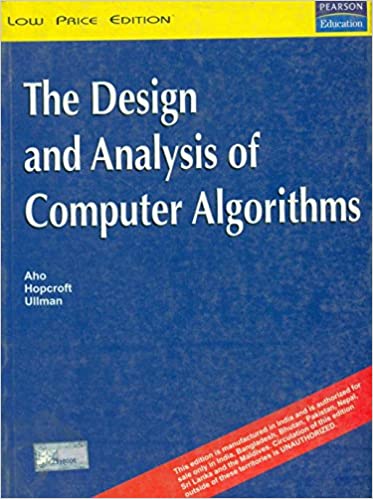 LOW PRICE EDITION
PEARSON
Education
The Design
and Analysis of
Computer Algorithms
Aho
Hopcroft
Ullman
This edition is manufactured in India and is authorized for
sale only in India, Bangladesh, Bhutan, Pakistan, Nepal,
Sri Lanka and the Maldives. Circulation of this edition
outside of these territories is UNAUTHORIZED.